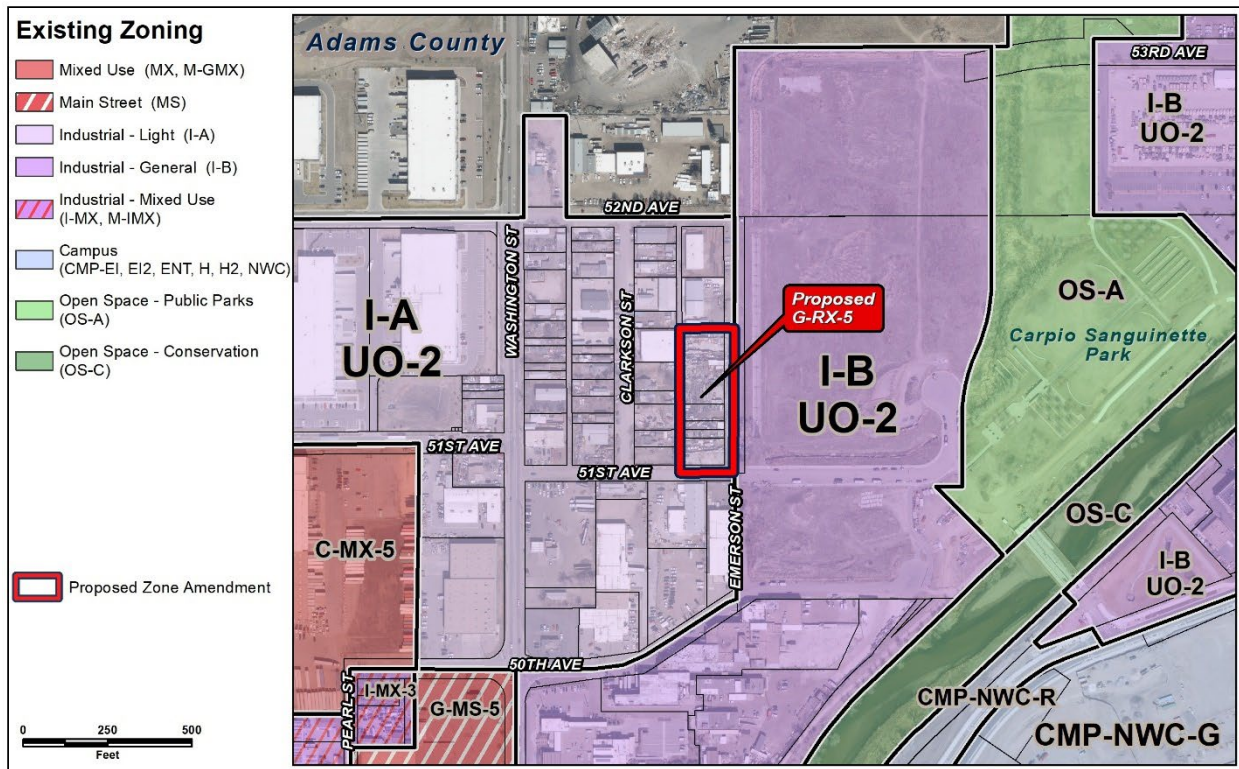 Existing Zoning
Mixed Use (MX, M-GMX)
Main Street (MS)
Industrial - Light (I-A)
Industrial - General (I-B)
Industrial - Mixed Use
(I-MX, M-IMX)
Campus
(CMP-EI, EI2, ENT, H, H2, NWC)
Open Space - Public Parks
(OS-A)
Open Space - Conservation
(OS-C)
Proposed Zone Amendment
0 250 500
Feet
Adams County
53RD AVE
I-B
UO-2
52ND AVE
WASHINGTON ST
CLARKSON ST
Proposed
G-RX-5
OS-A
Carpio Sanguinette
Park
I-A
UO-2
I-B
UO-2
51ST AVE
51ST AVE
EMERSON ST
OS-C
I-B
UO-2
C-MX-5
50TH AVE
PEARL ST
I-MX-3
G-MS-5
CMP-NWC-R
CMP-NWC-G